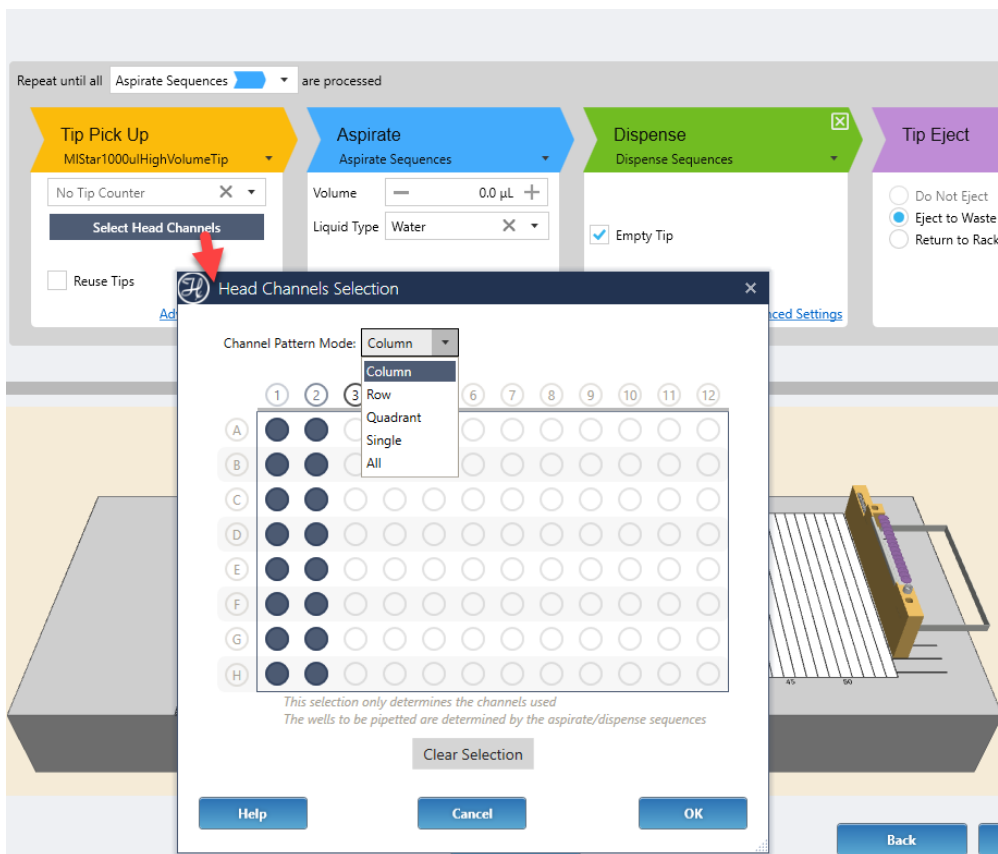 Repeat until all Aspirate Sequences are processed
Tip Pick Up
MlStar1000ulHighVolumeTip
No Tip Counter
Select Head Channels
Reuse Tips
Aspirate
Aspirate Sequences
Volume 0.0 µL
Liquid Type Water
Dispense
Dispense Sequences
Empty Tip
Tip Eject
Do Not Eject
Eject to Waste
Return to Rack
Ad
nced Settings
Head Channels Selection
Channel Pattern Mode: Column
Column
Row
Quadrant
Single
All
1 2 3 6 7 8 9 10 11 12
A
B
C
D
E
F
G
H
This selection only determines the channels used
The wells to be pipetted are determined by the aspirate/dispense sequences
Clear Selection
Help Cancel OK
45 50
Back